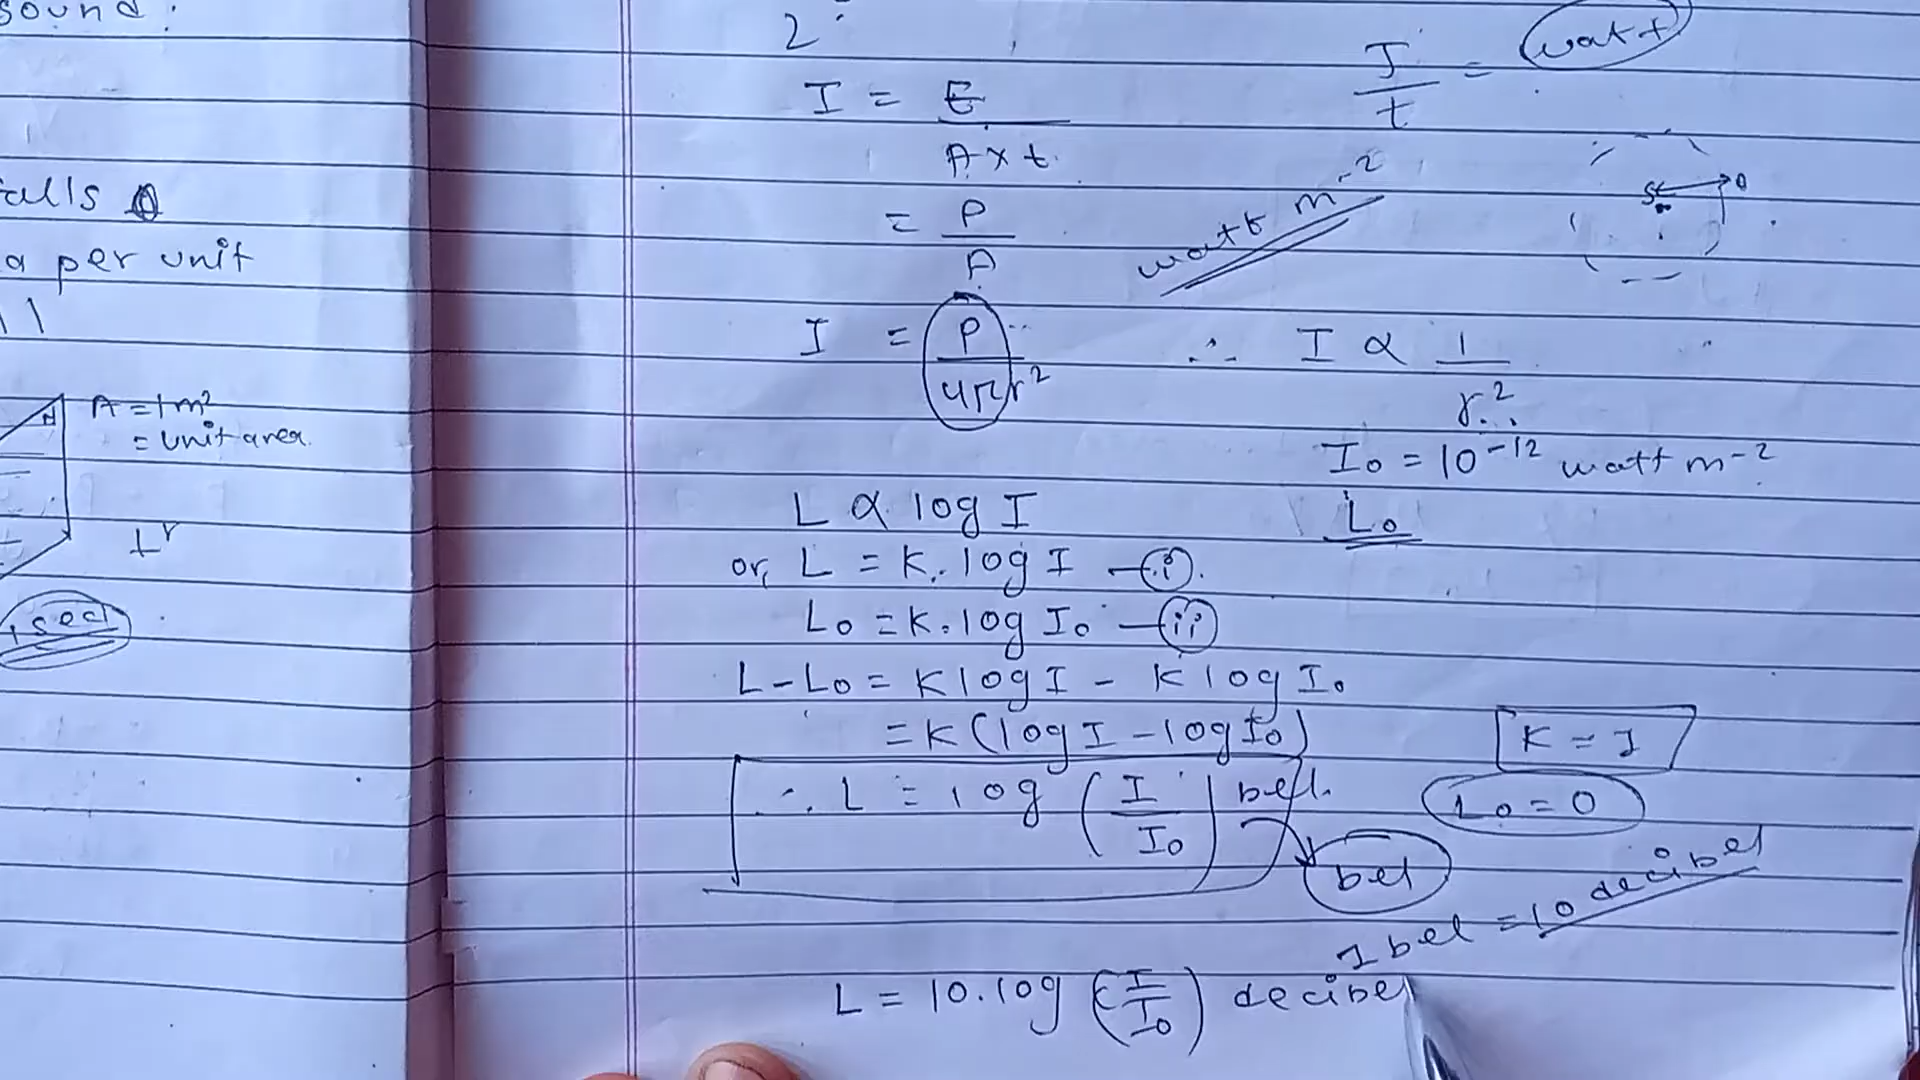 sound.
falls
a per unit
A = 1m²
= unit area.
1 sec
2
I = E
A × t.
J
t
= watt
= P
A
watt m⁻²
S
I = P
4πr²
∴ I ∝ 1
r²
I₀ = 10⁻¹² watt m⁻²
L ∝ log I
L₀
or, L = K. log I —(i).
L₀ = K. log I₀ —(ii)
L - L₀ = K log I - K log I₀
= K (log I - log I₀)
K = 1
∴ L = log (I
I₀) bel.
L₀ = 0
bel
1 bel = 10 decibel
L = 10. log (I
I₀) decibel